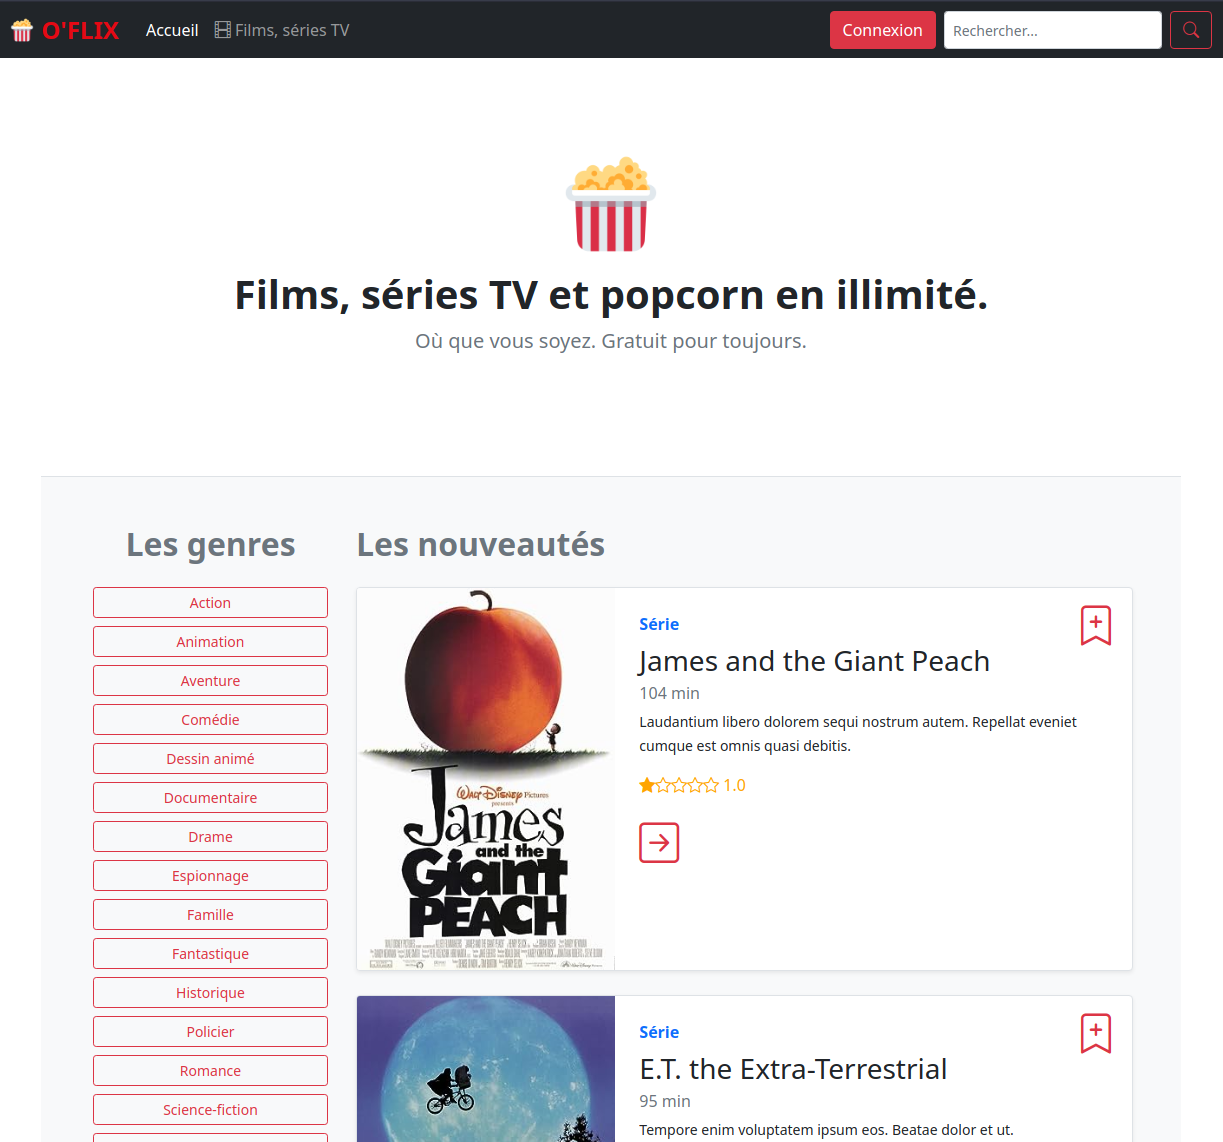 O'FLIX
Accueil
Films, séries TV
Connexion
Rechercher...
Films, séries TV et popcorn en illimité.
Où que vous soyez. Gratuit pour toujours.
Les genres
Action
Animation
Aventure
Comédie
Dessin animé
Documentaire
Drame
Espionnage
Famille
Fantastique
Historique
Policier
Romance
Science-fiction
Les nouveautés
WALT DISNEY Pictures
presents
James
and the
Giant
PEACH
Série
James and the Giant Peach
104 min
Laudantium libero dolorem sequi nostrum autem. Repellat eveniet
cumque est omnis quasi debitis.
1.0
Série
E.T. the Extra-Terrestrial
95 min
Tempore enim voluptatem ipsum eos. Beatae dolor et ut.